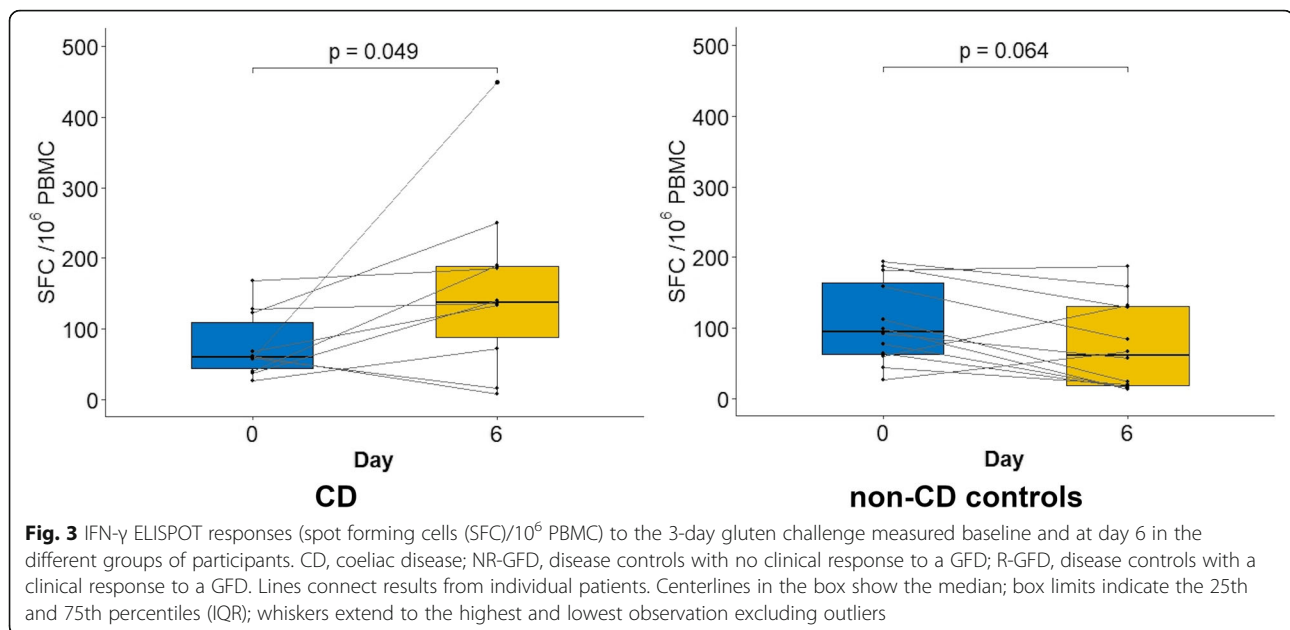 500
400
300
200
100
0
SFC /10⁶ PBMC
p = 0.049
0 6
Day
CD
500
400
300
200
100
0
SFC /10⁶ PBMC
p = 0.064
0 6
Day
non-CD controls
Fig. 3 IFN-γ ELISPOT responses (spot forming cells (SFC)/10⁶ PBMC) to the 3-day gluten challenge measured baseline and at day 6 in the
different groups of participants. CD, coeliac disease; NR-GFD, disease controls with no clinical response to a GFD; R-GFD, disease controls with a
clinical response to a GFD. Lines connect results from individual patients. Centerlines in the box show the median; box limits indicate the 25th
and 75th percentiles (IQR); whiskers extend to the highest and lowest observation excluding outliers